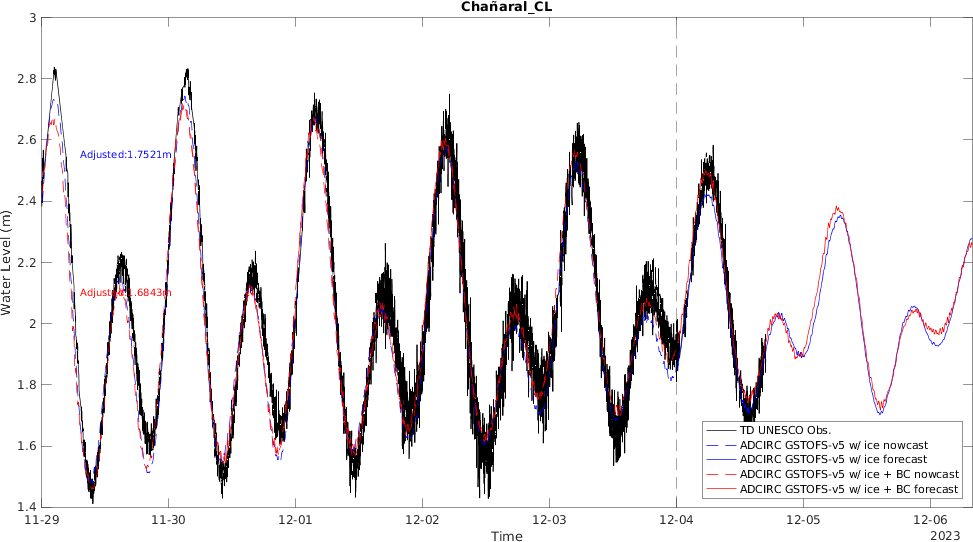 Chañaral_CL
3
2.8
2.6
2.4
2.2
2
1.8
1.6
1.4
Water Level (m)
Adjusted:1.7521m
Adjusted:1.6843m
TD UNESCO Obs.
ADCIRC GSTOFS-v5 w/ ice nowcast
ADCIRC GSTOFS-v5 w/ ice forecast
ADCIRC GSTOFS-v5 w/ ice + BC nowcast
ADCIRC GSTOFS-v5 w/ ice + BC forecast
11-29 11-30 12-01 12-02 12-03 12-04 12-05 12-06
Time
2023